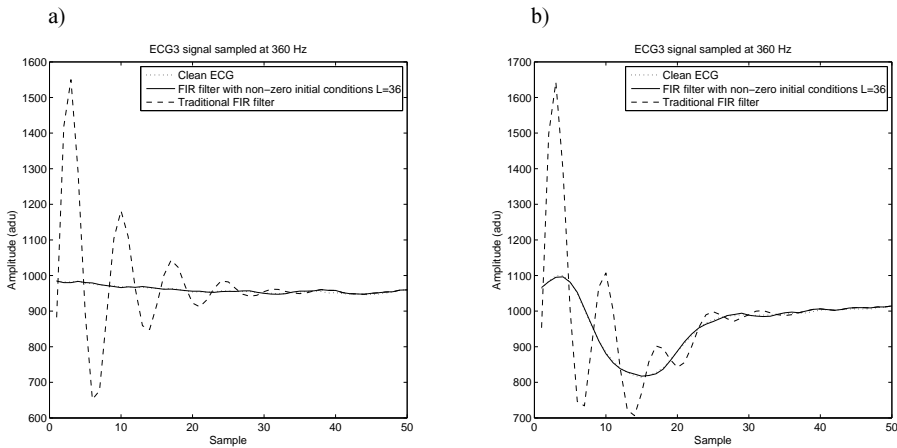 a)
ECG3 signal sampled at 360 Hz
1600
1500
1400
1300
1200
1100
1000
900
800
700
600
Amplitude (adu)
Clean ECG
FIR filter with non−zero initial conditions L=36
Traditional FIR filter
0 10 20 30 40 50
Sample
b)
ECG3 signal sampled at 360 Hz
1700
1600
1500
1400
1300
1200
1100
1000
900
800
700
Amplitude (adu)
Clean ECG
FIR filter with non−zero initial conditions L=36
Traditional FIR filter
0 10 20 30 40 50
Sample